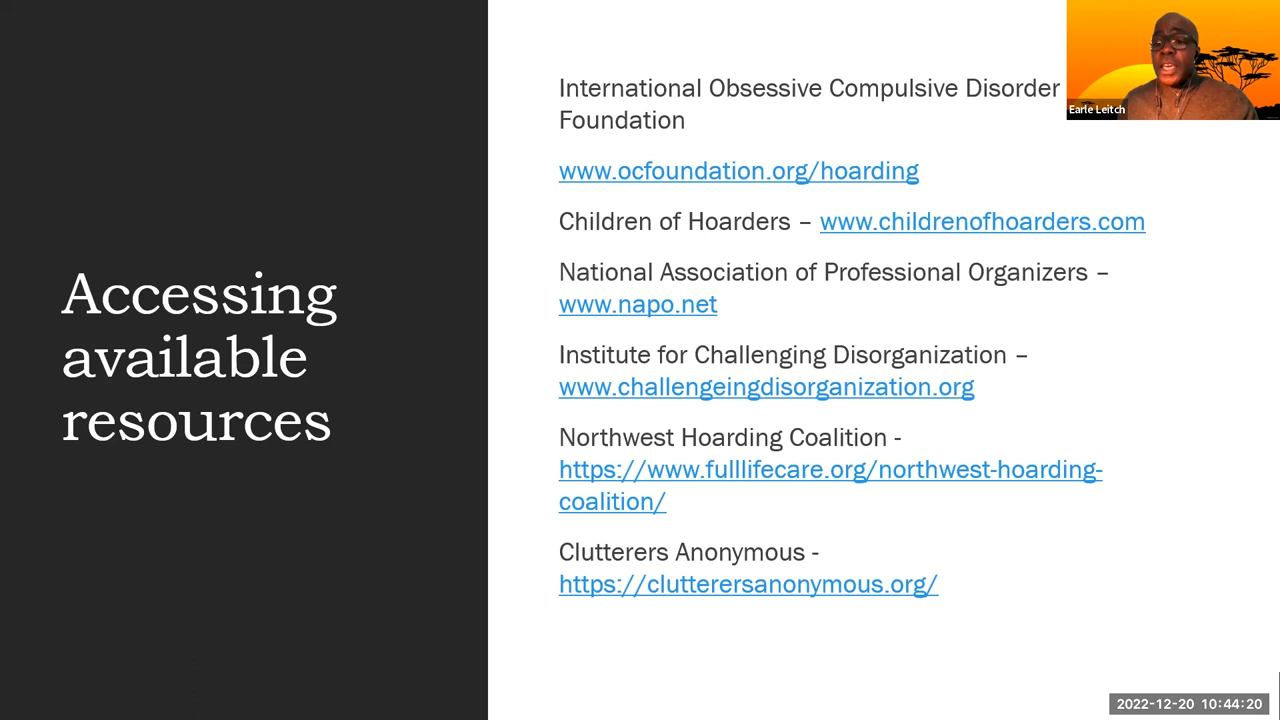 Accessing
available
resources
International Obsessive Compulsive Disorder
Foundation
www.ocfoundation.org/hoarding
Children of Hoarders – www.childrenofhoarders.com
National Association of Professional Organizers –
www.napo.net
Institute for Challenging Disorganization –
www.challengeingdisorganization.org
Northwest Hoarding Coalition -
https://www.fulllifecare.org/northwest-hoarding-
coalition/
Clutterers Anonymous -
https://clutterersanonymous.org/
Earle Leitch
2022-12-20 10:44:20